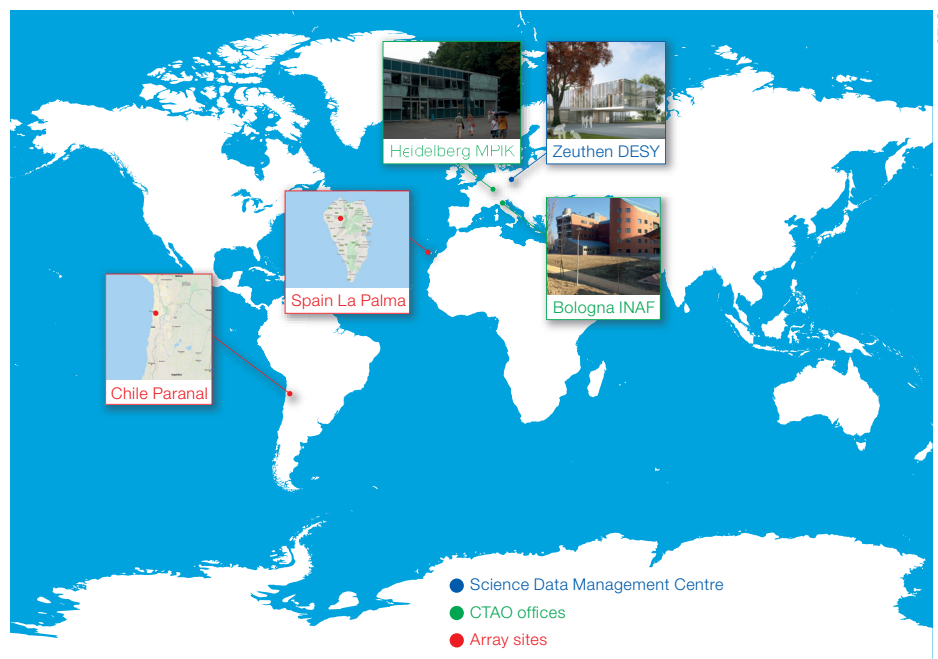 Heidelberg MPIK
Zeuthen DESY
Spain La Palma
Bologna INAF
Chile Paranal
Science Data Management Centre
CTAO offices
Array sites